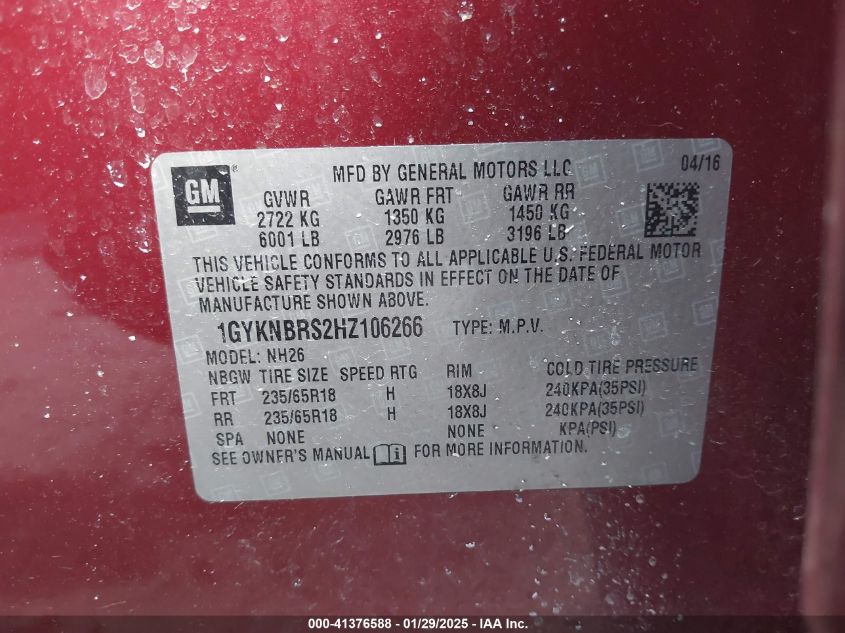 GM
MFD BY GENERAL MOTORS LLC 04/16
GVWR GAWR FRT GAWR RR
2722 KG 1350 KG 1450 KG
6001 LB 2976 LB 3196 LB
THIS VEHICLE CONFORMS TO ALL APPLICABLE U.S. FEDERAL MOTOR
VEHICLE SAFETY STANDARDS IN EFFECT ON THE DATE OF
MANUFACTURE SHOWN ABOVE.
1GYKNBRS2HZ106266 TYPE: M.P.V.
MODEL: NH26
NBGW TIRE SIZE SPEED RTG RIM COLD TIRE PRESSURE
FRT 235/65R18 H 18X8J 240KPA(35PSI)
RR 235/65R18 H 18X8J 240KPA(35PSI)
SPA NONE NONE KPA(PSI)
SEE OWNER'S MANUAL i FOR MORE INFORMATION.
000-41376588 - 01/29/2025 - IAA Inc.